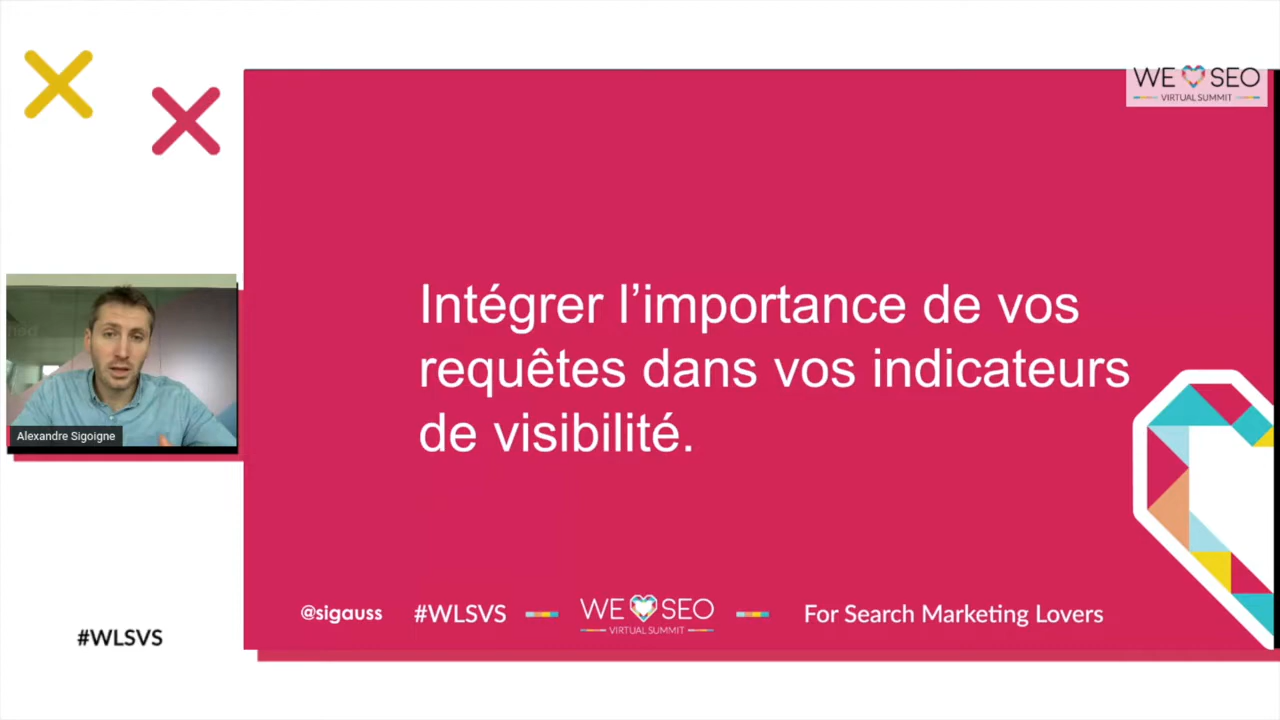 WE SEO
VIRTUAL SUMMIT
Intégrer l’importance de vos
requêtes dans vos indicateurs
de visibilité.
Alexandre Sigoigne
@sigauss #WLSVS WE SEO For Search Marketing Lovers
VIRTUAL SUMMIT
#WLSVS